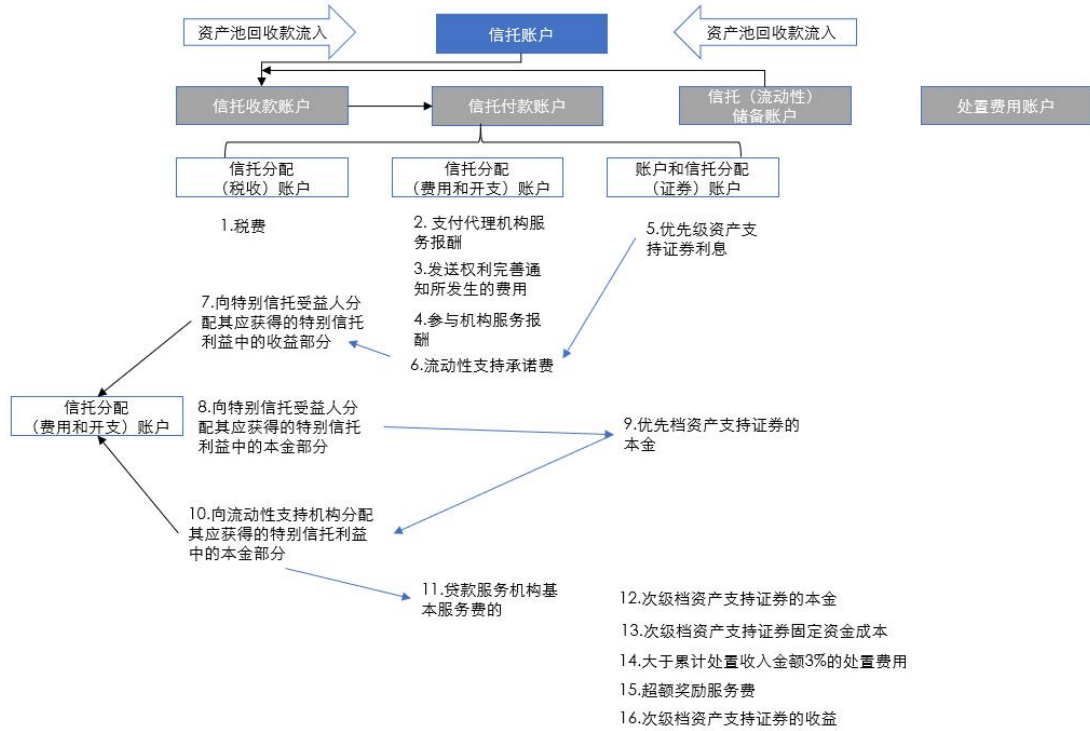 资产池回收款流入
信托账户
资产池回收款流入
信托收款账户
信托付款账户
信托（流动性）
储备账户
处置费用账户
信托分配
（税收）账户
信托分配
（费用和开支）账户
账户和信托分配
（证券）账户
1.税费
2. 支付代理机构服
务报酬
3.发送权利完善通
知所发生的费用
4.参与机构服务报
酬
5.优先级资产支
持证券利息
6.流动性支持承诺费
7.向特别信托受益人分
配其应获得的特别信托
利益中的收益部分
信托分配
（费用和开支）账户
8.向特别信托受益人分
配其应获得的特别信托
利益中的本金部分
9.优先档资产支持证券的
本金
10.向流动性支持机构分配
其应获得的特别信托利益
中的本金部分
11.贷款服务机构基
本服务费的
12.次级档资产支持证券的本金
13.次级档资产支持证券固定资金成本
14.大于累计处置收入金额3%的处置费用
15.超额奖励服务费
16.次级档资产支持证券的收益